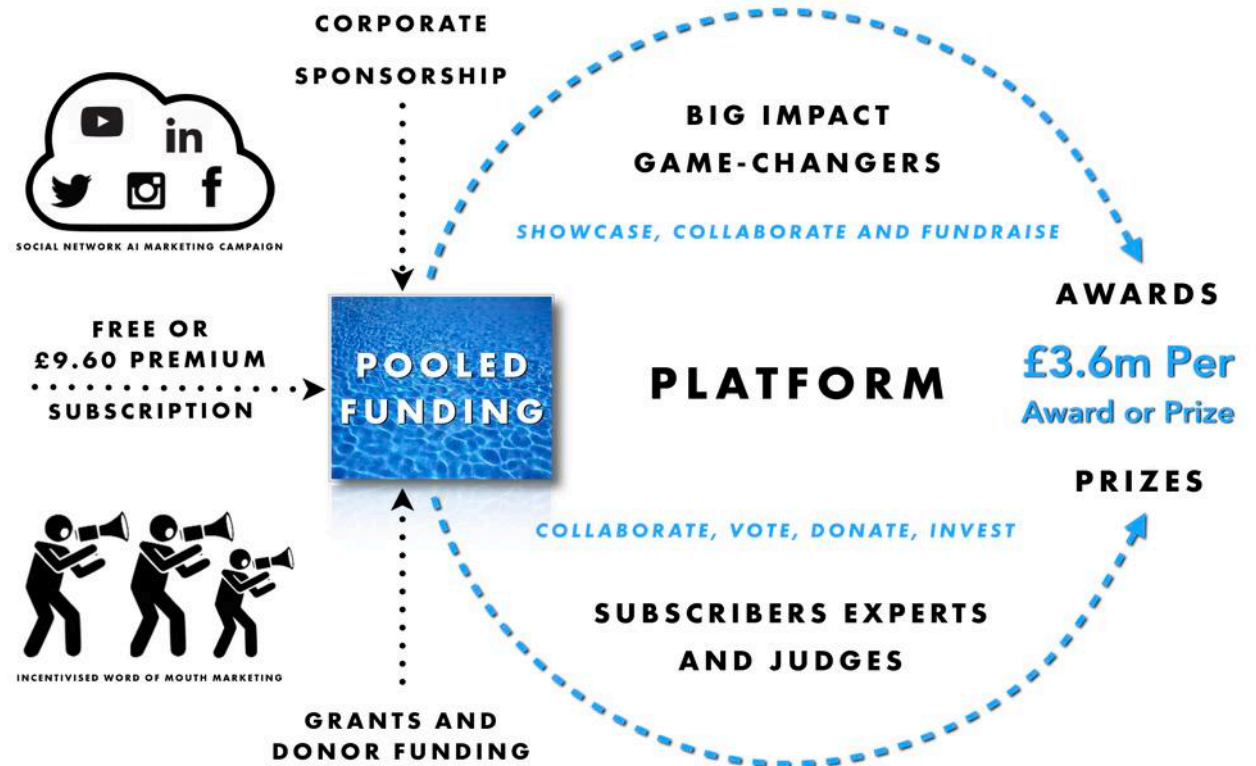 CORPORATE
SPONSORSHIP
in
f
SOCIAL NETWORK AI MARKETING CAMPAIGN
BIG IMPACT
GAME-CHANGERS
SHOWCASE, COLLABORATE AND FUNDRAISE
FREE OR
£9.60 PREMIUM
SUBSCRIPTION
POOLED
FUNDING
PLATFORM
AWARDS
£3.6m Per
Award or Prize
PRIZES
COLLABORATE, VOTE, DONATE, INVEST
SUBSCRIBERS EXPERTS
AND JUDGES
INCENTIVISED WORD OF MOUTH MARKETING
GRANTS AND
DONOR FUNDING